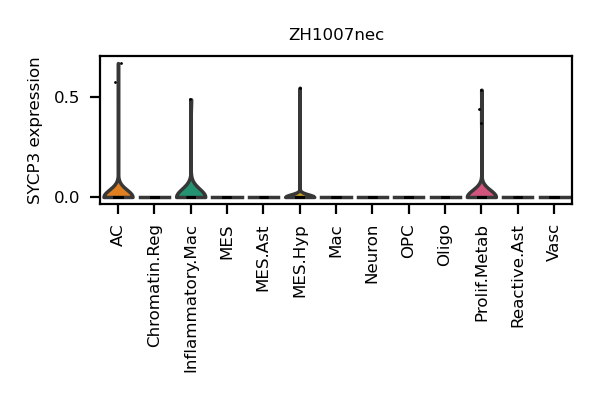 ZH1007nec
SYCP3 expression
0.5
0.0
AC
Chromatin.Reg
Inflammatory.Mac
MES
MES.Ast
MES.Hyp
Mac
Neuron
OPC
Oligo
Prolif.Metab
Reactive.Ast
Vasc